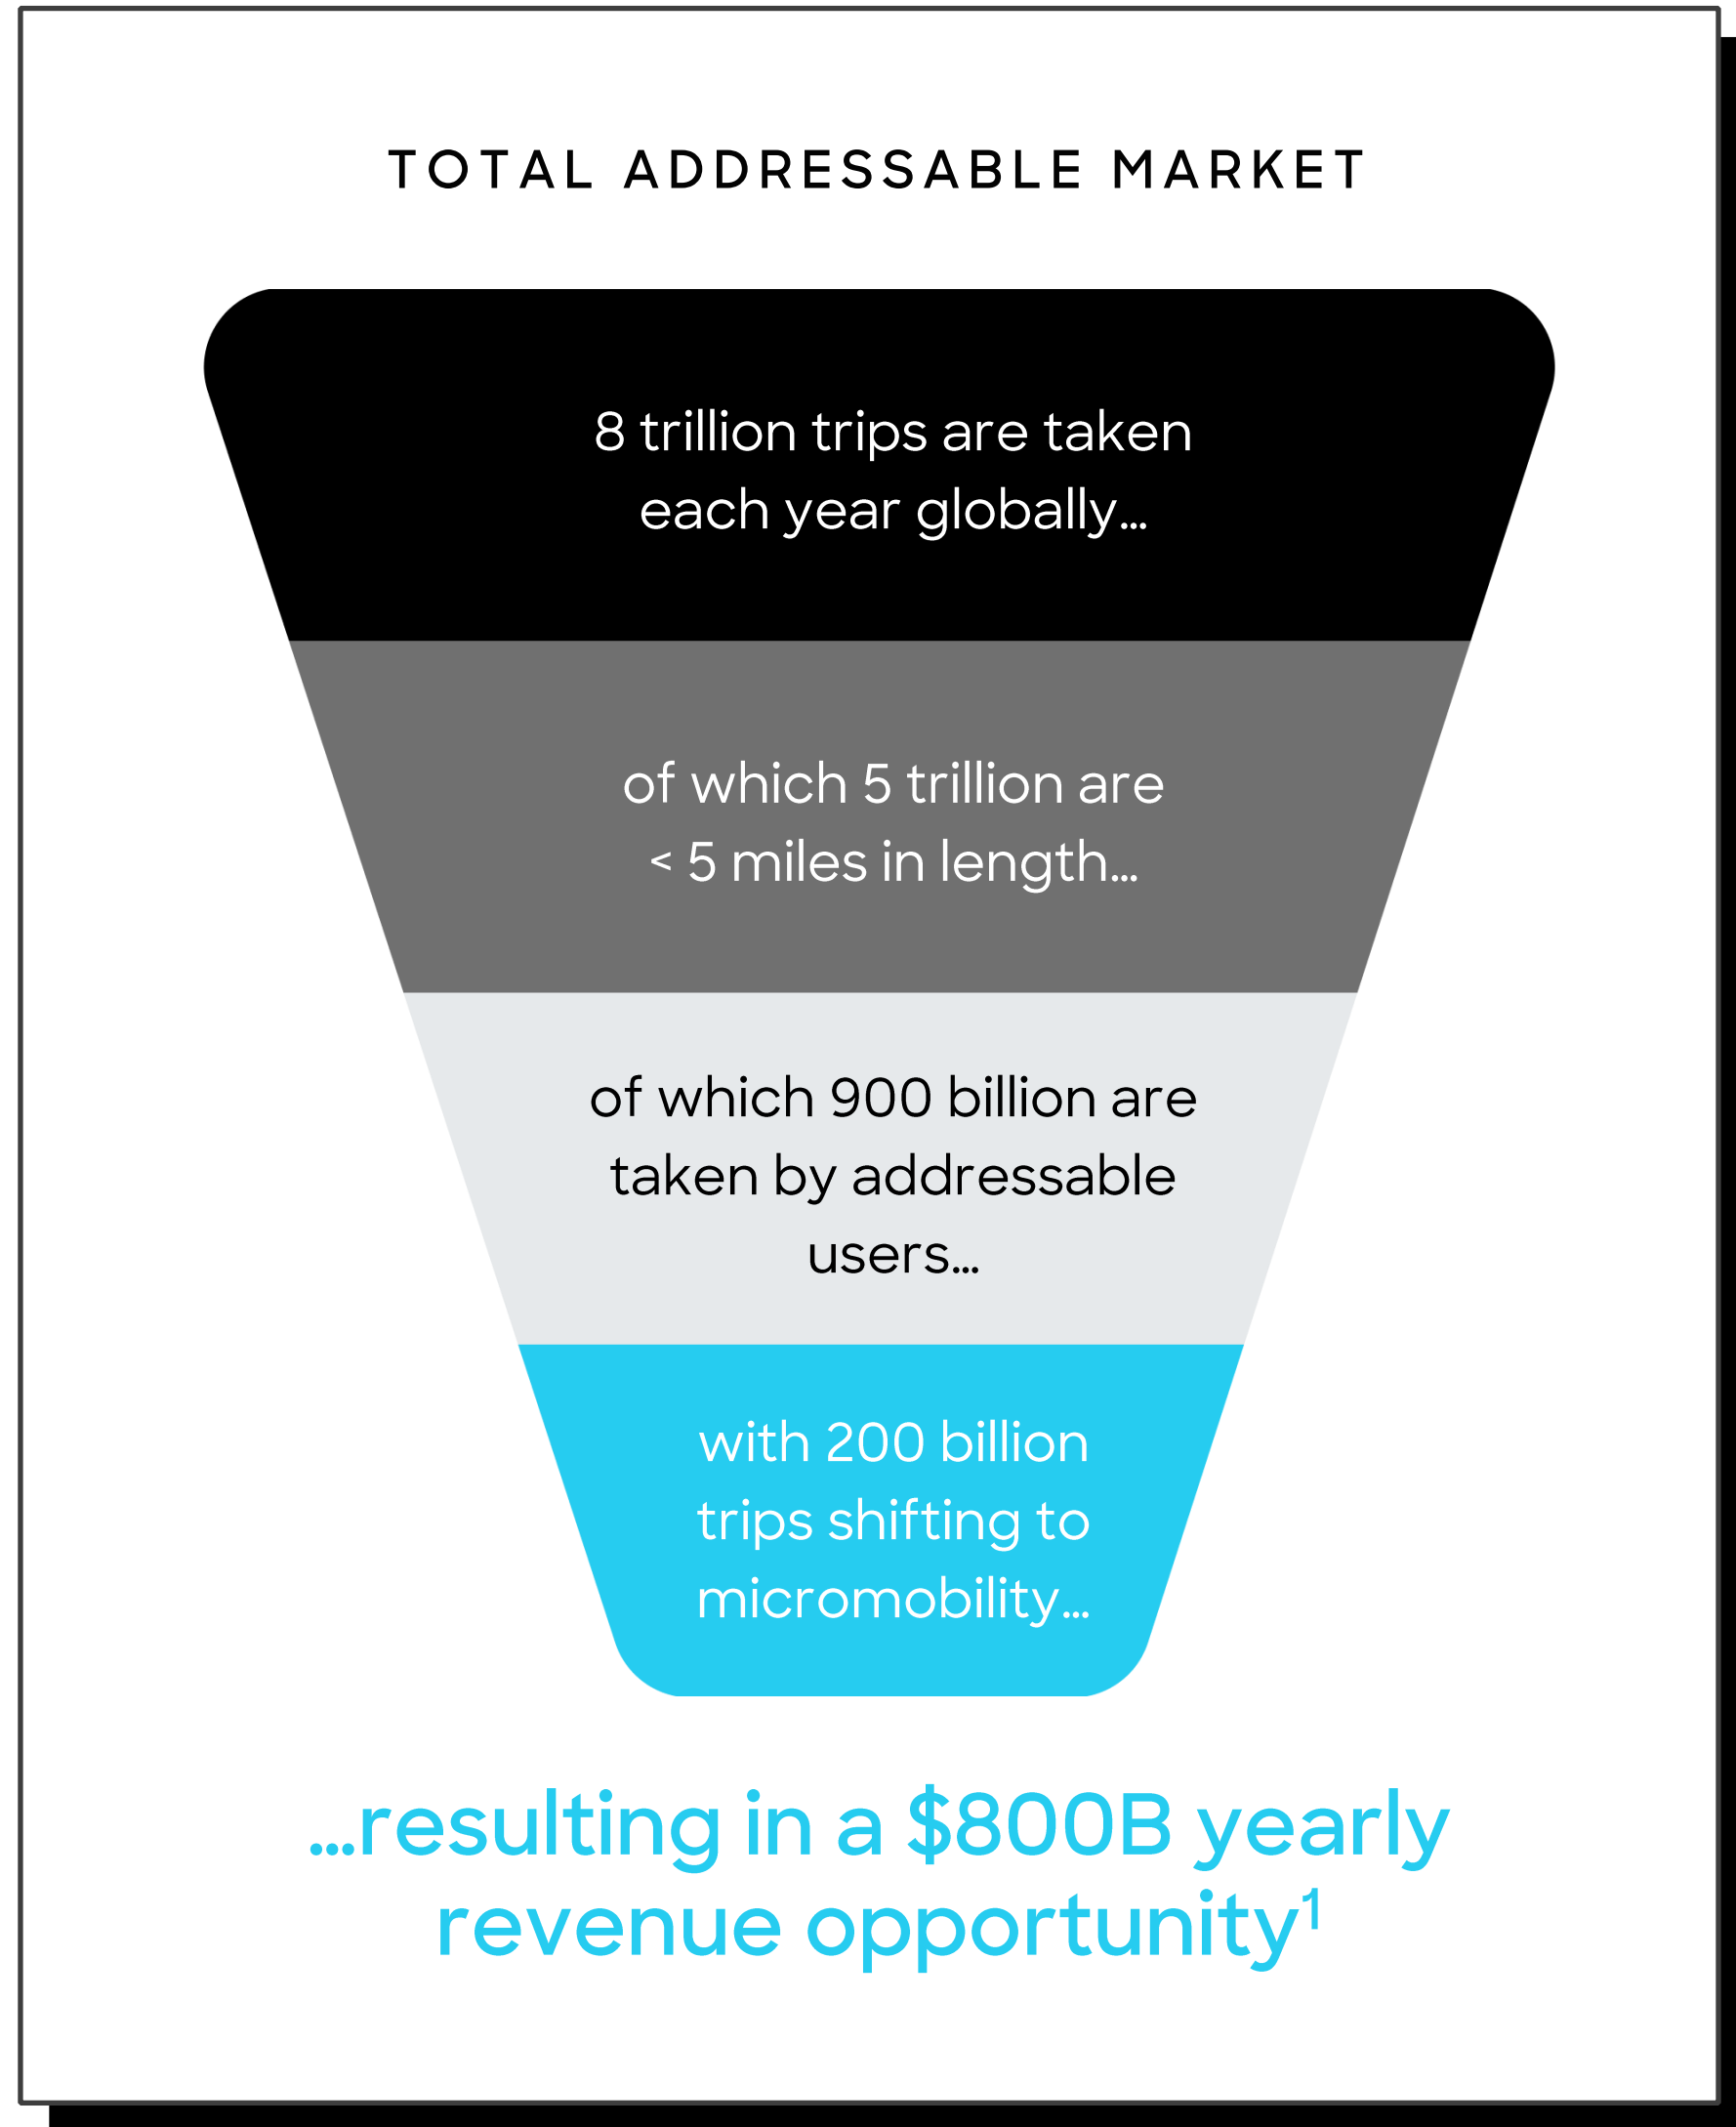 TOTAL ADDRESSABLE MARKET
8 trillion trips are taken
each year globally...
of which 5 trillion are
< 5 miles in length...
of which 900 billion are
taken by addressable
users...
with 200 billion
trips shifting to
micromobility...
...resulting in a $800B yearly
revenue opportunity¹